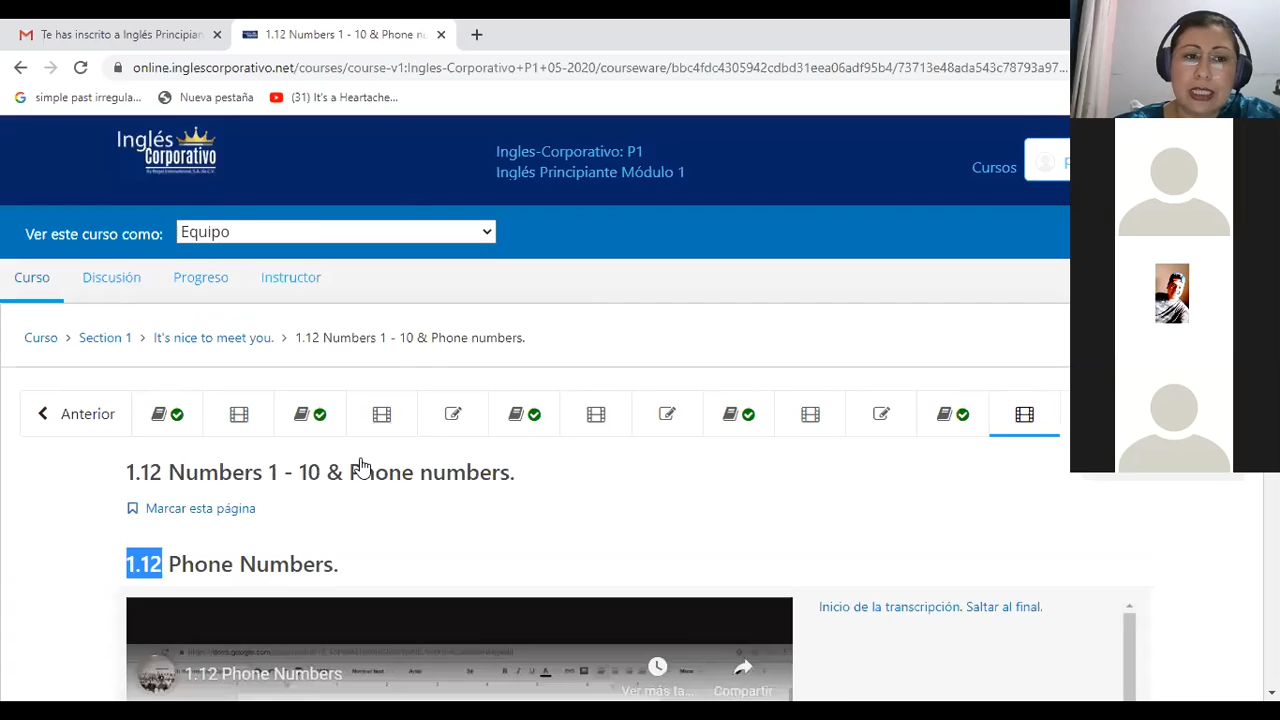 Te has inscrito a Inglés Principian
1.12 Numbers 1 - 10 & Phone nu
online.inglescorporativo.net/courses/course-v1:Ingles-Corporativo+P1+05-2020/courseware/bbc4fdc4305942cdbd31eea06adf95b4/73713e48ada543c78793a97...
simple past irregula...
Nueva pestaña
(31) It's a Heartache...
Inglés
Corporativo
Ingles-Corporativo: P1
Inglés Principiante Módulo 1
Cursos
Ver este curso como:
Equipo
Curso
Discusión
Progreso
Instructor
Curso > Section 1 > It's nice to meet you. > 1.12 Numbers 1 - 10 & Phone numbers.
Anterior
1.12 Numbers 1 - 10 & Phone numbers.
Marcar esta página
1.12 Phone Numbers.
Inicio de la transcripción. Saltar al final.
1.12 Phone Numbers
Ver más ta...
Compartir